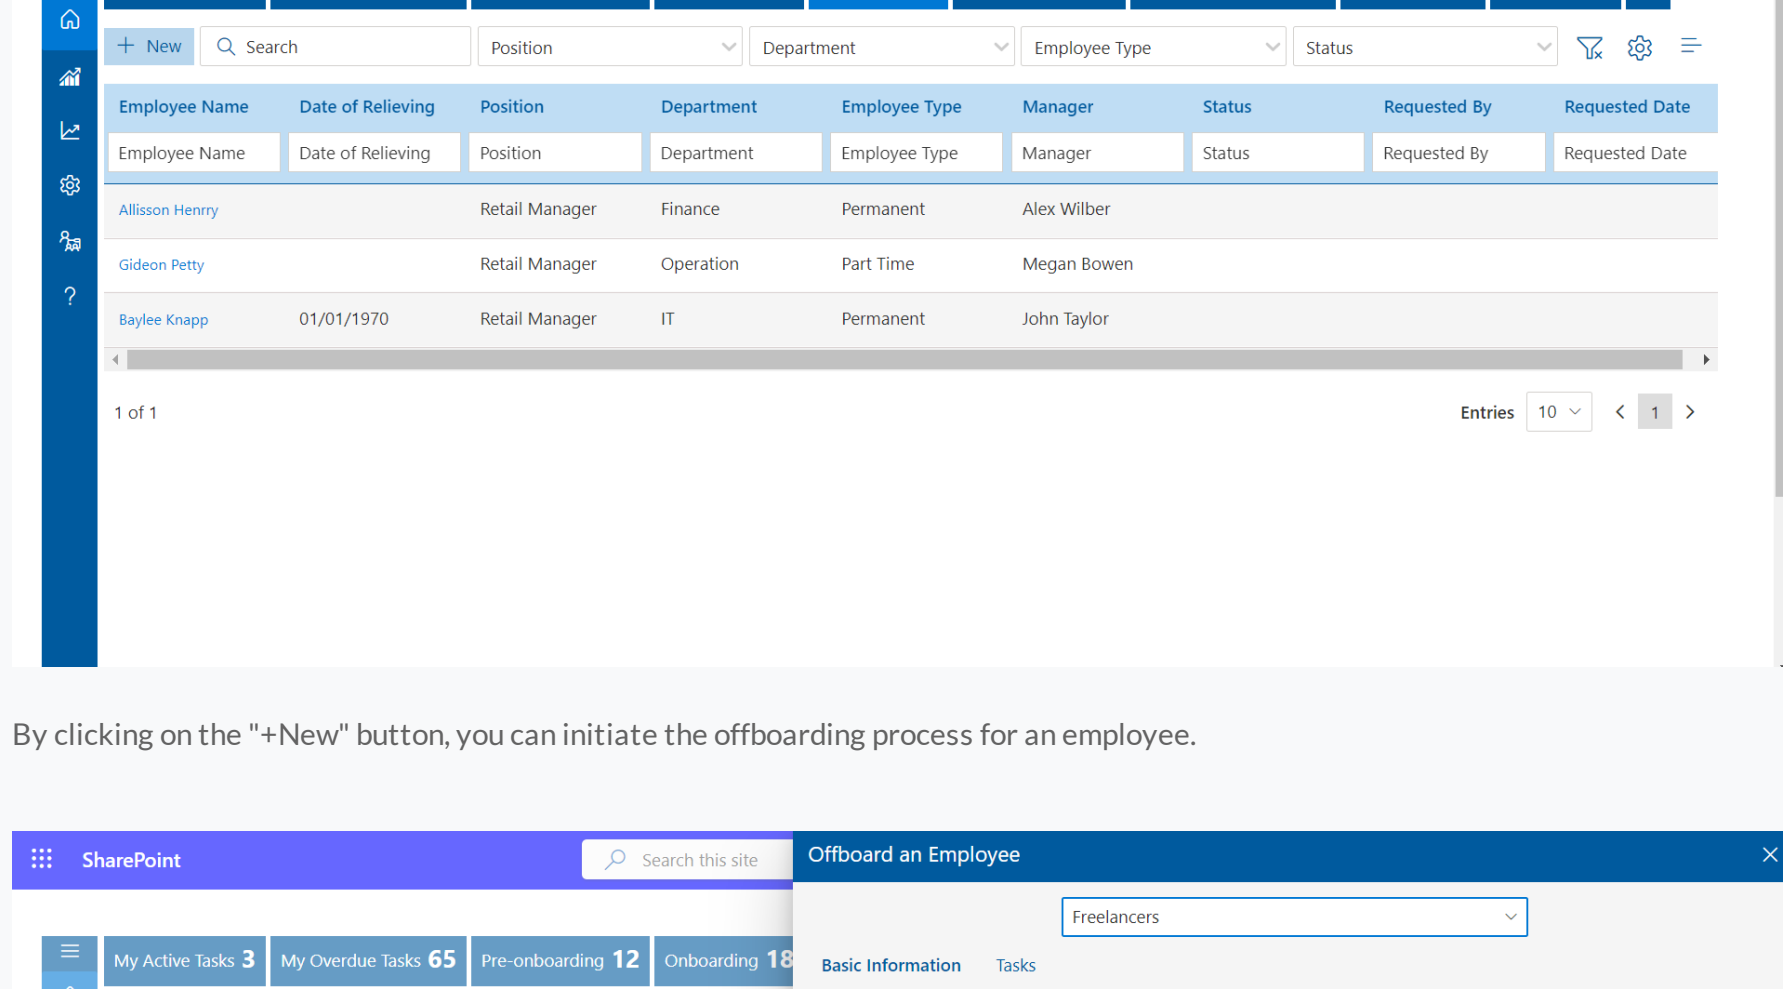 + New Search Position Department Employee Type Status
Employee Name Date of Relieving Position Department Employee Type Manager Status Requested By Requested Date
Employee Name Date of Relieving Position Department Employee Type Manager Status Requested By Requested Date
Allisson Henrry Retail Manager Finance Permanent Alex Wilber
Gideon Petty Retail Manager Operation Part Time Megan Bowen
Baylee Knapp 01/01/1970 Retail Manager IT Permanent John Taylor
1 of 1 Entries 10 1
By clicking on the "+New" button, you can initiate the offboarding process for an employee.
SharePoint Search this site Offboard an Employee
Freelancers
My Active Tasks 3 My Overdue Tasks 65 Pre-onboarding 12 Onboarding 18 Basic Information Tasks